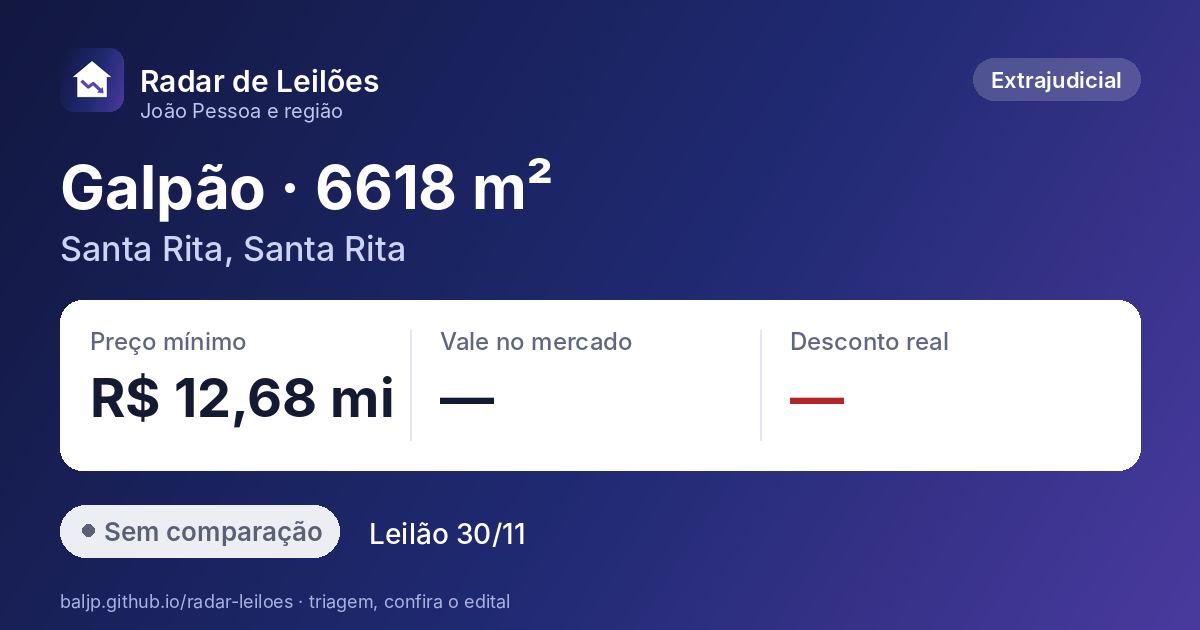 Radar de Leilões
João Pessoa e região
Extrajudicial
Galpão · 6618 m²
Santa Rita, Santa Rita
Preço mínimo
Vale no mercado
Desconto real
R$ 12,68 mi
—
—
Sem comparação
Leilão 30/11
baljp.github.io/radar-leiloes · triagem, confira o edital